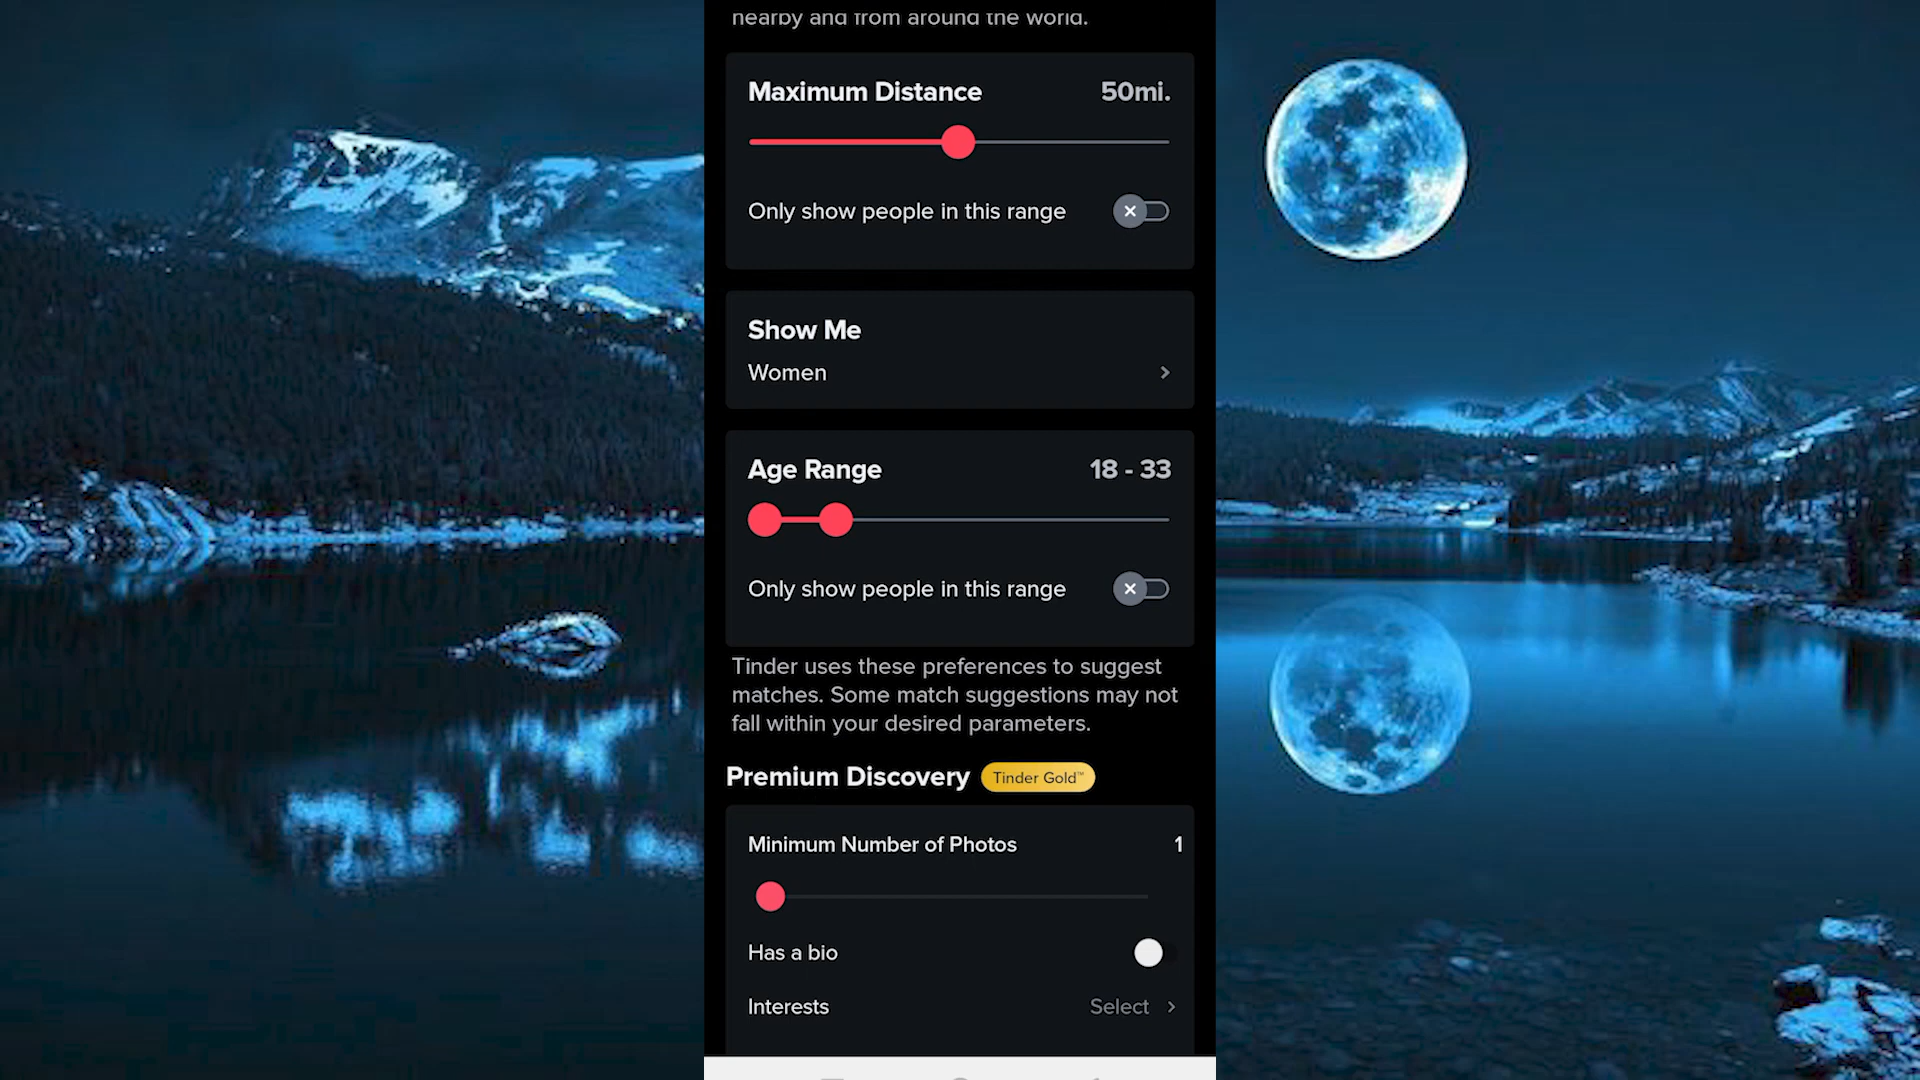 nearby and from around the world.
Maximum Distance 50mi.
Only show people in this range
Show Me
Women
Age Range 18 - 33
Only show people in this range
Tinder uses these preferences to suggest
matches. Some match suggestions may not
fall within your desired parameters.
Premium Discovery Tinder Gold™
Minimum Number of Photos 1
Has a bio
Interests Select